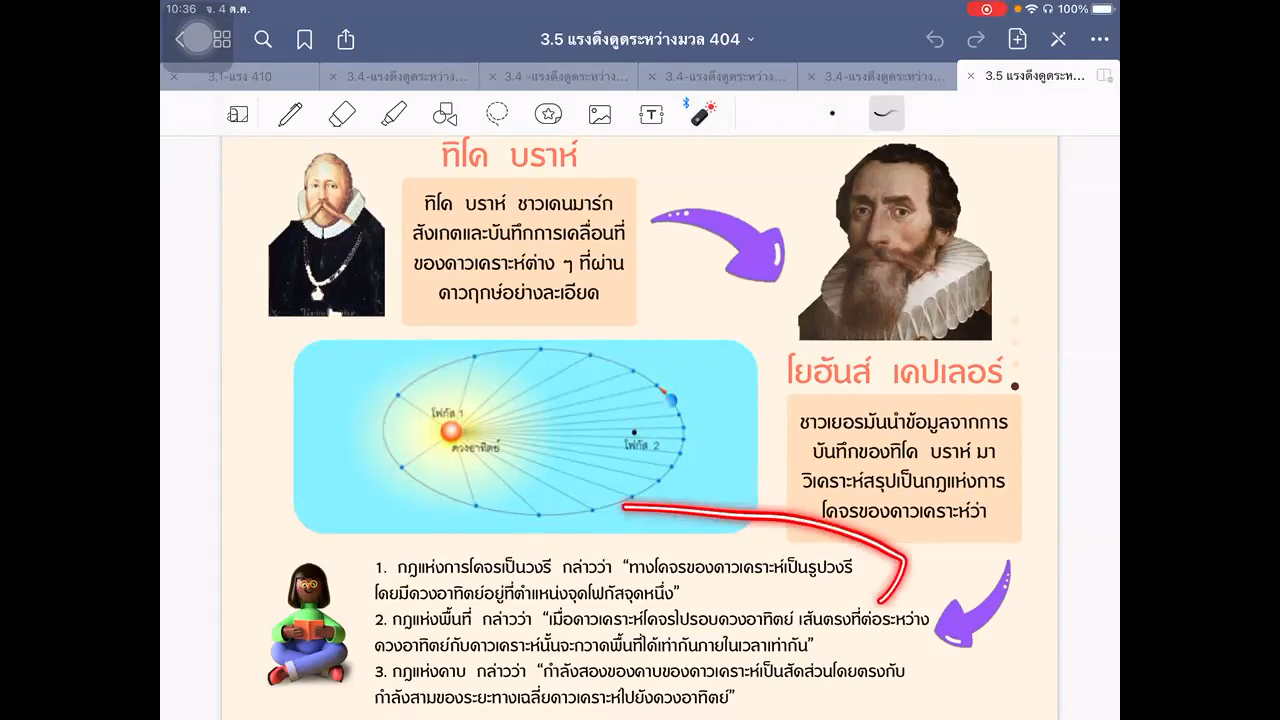 10:36 จ. 4 ต.ค.
100%
3.5 แรงดึงดูดระหว่างมวล 404
3.1-แรง 410
3.4-แรงดึงดูดระหว่าง...
3.4 -แรงดึงดูดระหว่าง...
3.4-แรงดึงดูดระหว่าง...
3.4-แรงดึงดูดระหว่าง...
3.5 แรงดึงดูดระห...
ทิโค บราห์
ทิโค บราห์ ชาวเดนมาร์ก
สังเกตและบันทึกการเคลื่อนที่
ของดาวเคราะห์ต่าง ๆ ที่ผ่าน
ดาวฤกษ์อย่างละเอียด
โฟกัส 1
ดวงอาทิตย์
โฟกัส 2
โยฮันส์ เคปเลอร์
ชาวเยอรมันนำข้อมูลจากการ
บันทึกของทิโค บราห์ มา
วิเคราะห์สรุปเป็นกฎแห่งการ
โคจรของดาวเคราะห์ว่า
1. กฎแห่งการโคจรเป็นวงรี กล่าวว่า “ทางโคจรของดาวเคราะห์เป็นรูปวงรี
โดยมีดวงอาทิตย์อยู่ที่ตำแหน่งจุดโฟกัสจุดหนึ่ง”
2. กฎแห่งพื้นที่ กล่าวว่า “เมื่อดาวเคราะห์โคจรไปรอบดวงอาทิตย์ เส้นตรงที่ต่อระหว่าง
ดวงอาทิตย์กับดาวเคราะห์นั้นจะกวาดพื้นที่ได้เท่ากันภายในเวลาเท่ากัน”
3. กฎแห่งคาบ กล่าวว่า “กำลังสองของคาบของดาวเคราะห์เป็นสัดส่วนโดยตรงกับ
กำลังสามของระยะทางเฉลี่ยดาวเคราะห์ไปยังดวงอาทิตย์”